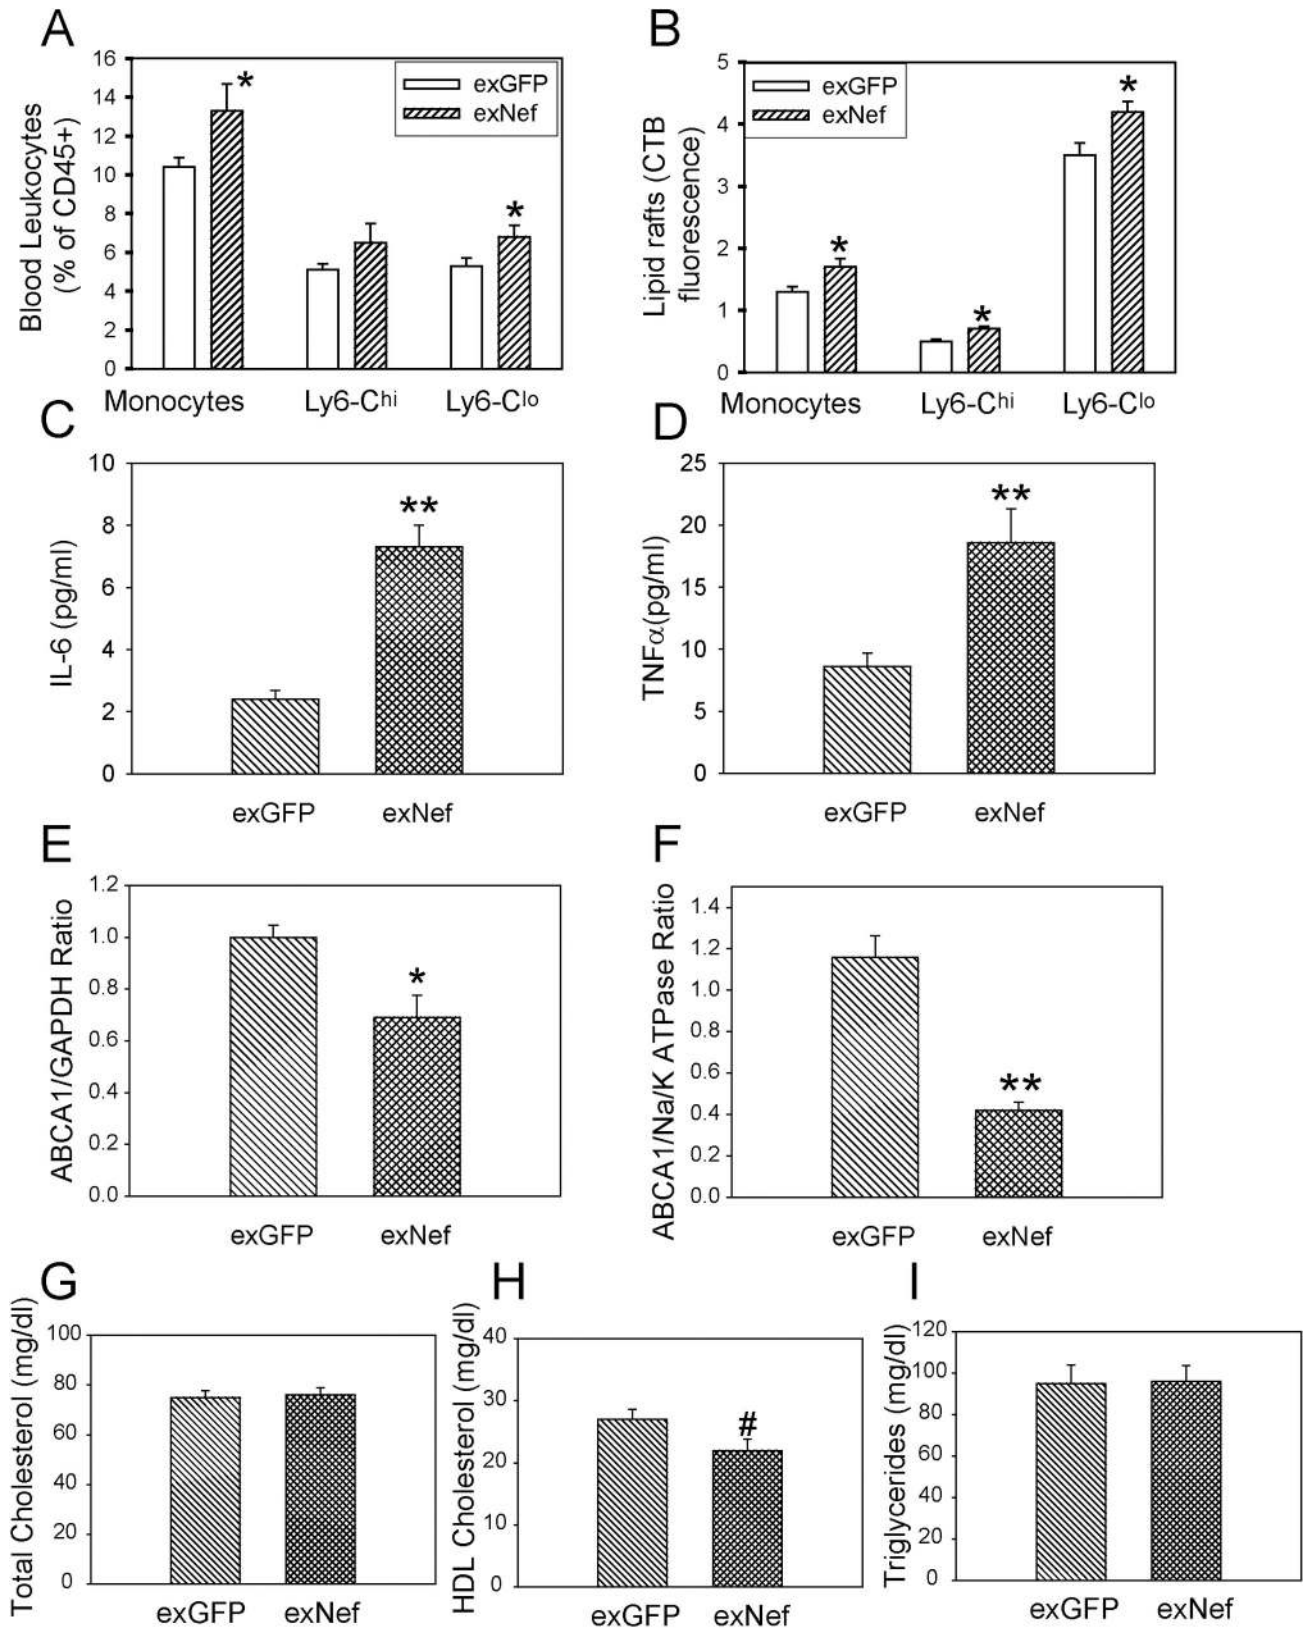 A
Blood Leukocytes
(% of CD45+)
16
14
12
10
8
6
4
2
0
exGFP
exNef
*
*
Monocytes
Ly6-Chi
Ly6-Clo
B
Lipid rafts (CTB
fluorescence)
5
4
3
2
1
0
exGFP
exNef
*
*
*
Monocytes
Ly6-Chi
Ly6-Clo
C
IL-6 (pg/ml)
10
8
6
4
2
0
**
exGFP
exNef
D
TNFα(pg/ml)
25
20
15
10
5
0
**
exGFP
exNef
E
ABCA1/GAPDH Ratio
1.2
1.0
0.8
0.6
0.4
0.2
0.0
*
exGFP
exNef
F
ABCA1/Na/K ATPase Ratio
1.4
1.2
1.0
0.8
0.6
0.4
0.2
0.0
**
exGFP
exNef
G
Total Cholesterol (mg/dl)
100
80
60
40
20
0
exGFP
exNef
H
HDL Cholesterol (mg/dl)
40
30
20
10
0
#
exGFP
exNef
I
Triglycerides (mg/dl)
120
100
80
60
40
20
0
exGFP
exNef